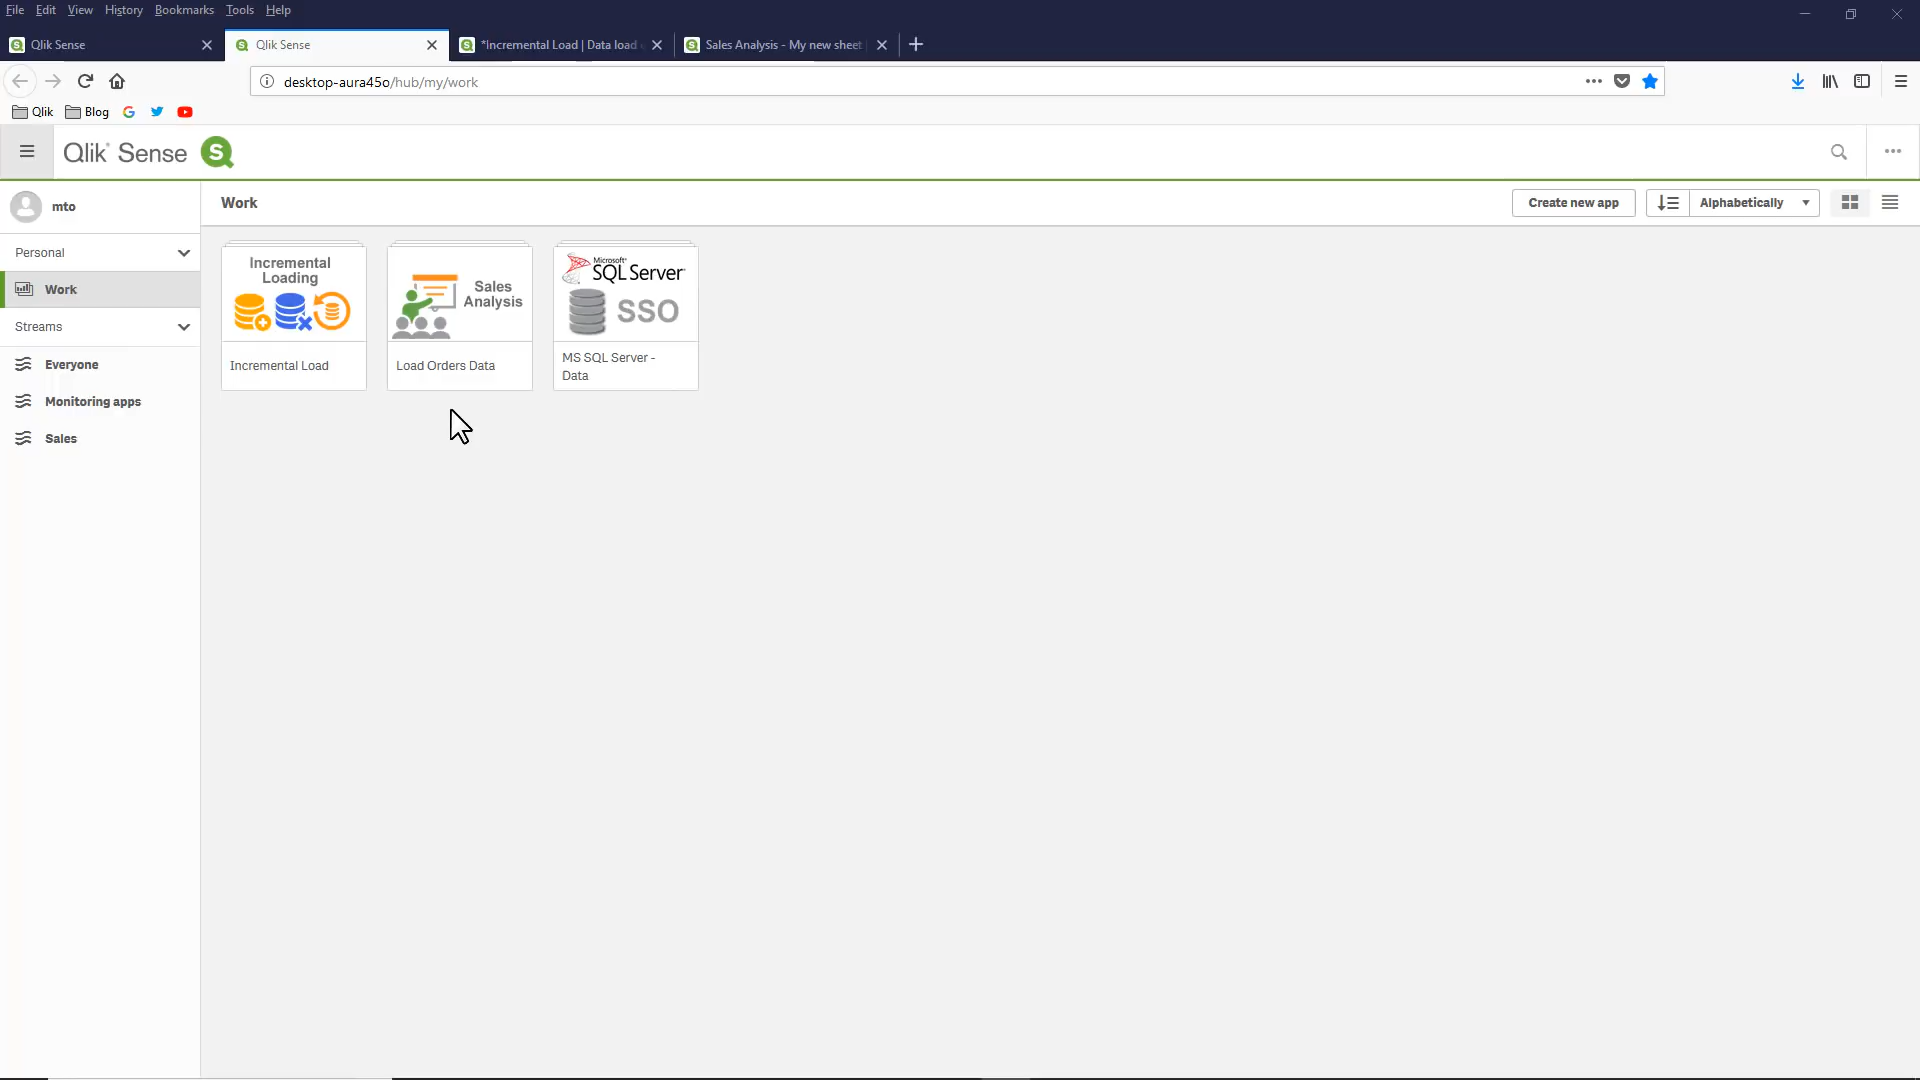 File Edit View History Bookmarks Tools Help
Qlik Sense
Qlik Sense
*Incremental Load | Data load
Sales Analysis - My new sheet
desktop-aura45o/hub/my/work
Qlik
Blog
Qlik Sense
mto
Work
Create new app
Alphabetically
Personal
Work
Streams
Everyone
Monitoring apps
Sales
Incremental
Loading
Incremental Load
Sales
Analysis
Load Orders Data
Microsoft
SQL Server
SSO
MS SQL Server -
Data